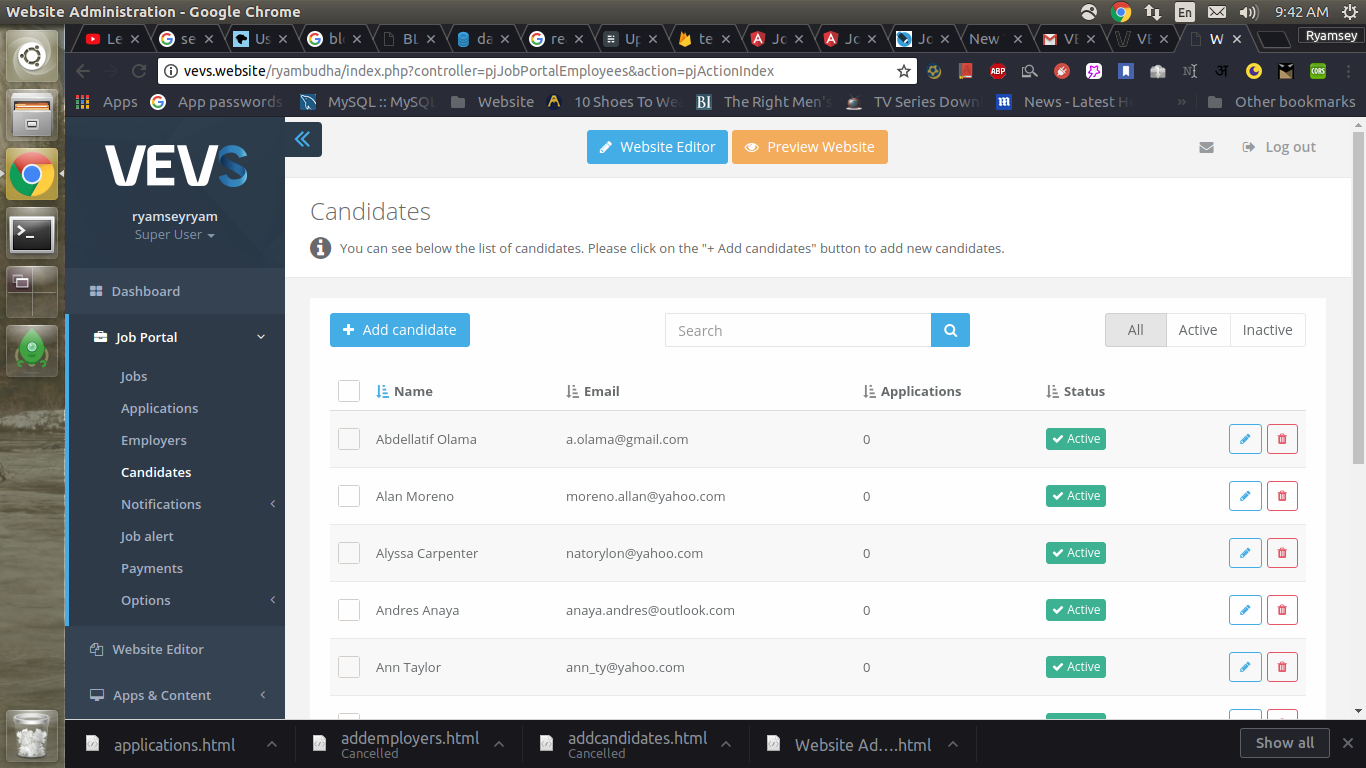 Website Administration - Google Chrome
En
9:42 AM
Le
se
Us
blo
BL
da
re
Up
te
Jo
Jo
Jo
New
VE
VE
W
Ryamsey
vevs.website/ryambudha/index.php?controller=pjJobPortalEmployees&action=pjActionIndex
ABP
CORS
Apps
App passwords
MySQL :: MySQL
Website
10 Shoes To We
BI
The Right Men's
TV Series Down
News - Latest H
Other bookmarks
VEVS
ryamseyryam
Super User
Website Editor
Preview Website
Log out
Candidates
You can see below the list of candidates. Please click on the "+ Add candidates" button to add new candidates.
Dashboard
Job Portal
Jobs
Applications
Employers
Candidates
Notifications
Job alert
Payments
Options
Website Editor
Apps & Content
+ Add candidate
Search
All
Active
Inactive
Name
Email
Applications
Status
Abdellatif Olama
a.olama@gmail.com
0
Active
Alan Moreno
moreno.allan@yahoo.com
0
Active
Alyssa Carpenter
natorylon@yahoo.com
0
Active
Andres Anaya
anaya.andres@outlook.com
0
Active
Ann Taylor
ann_ty@yahoo.com
0
Active
applications.html
addemployers.html
Cancelled
addcandidates.html
Cancelled
Website Ad....html
Show all